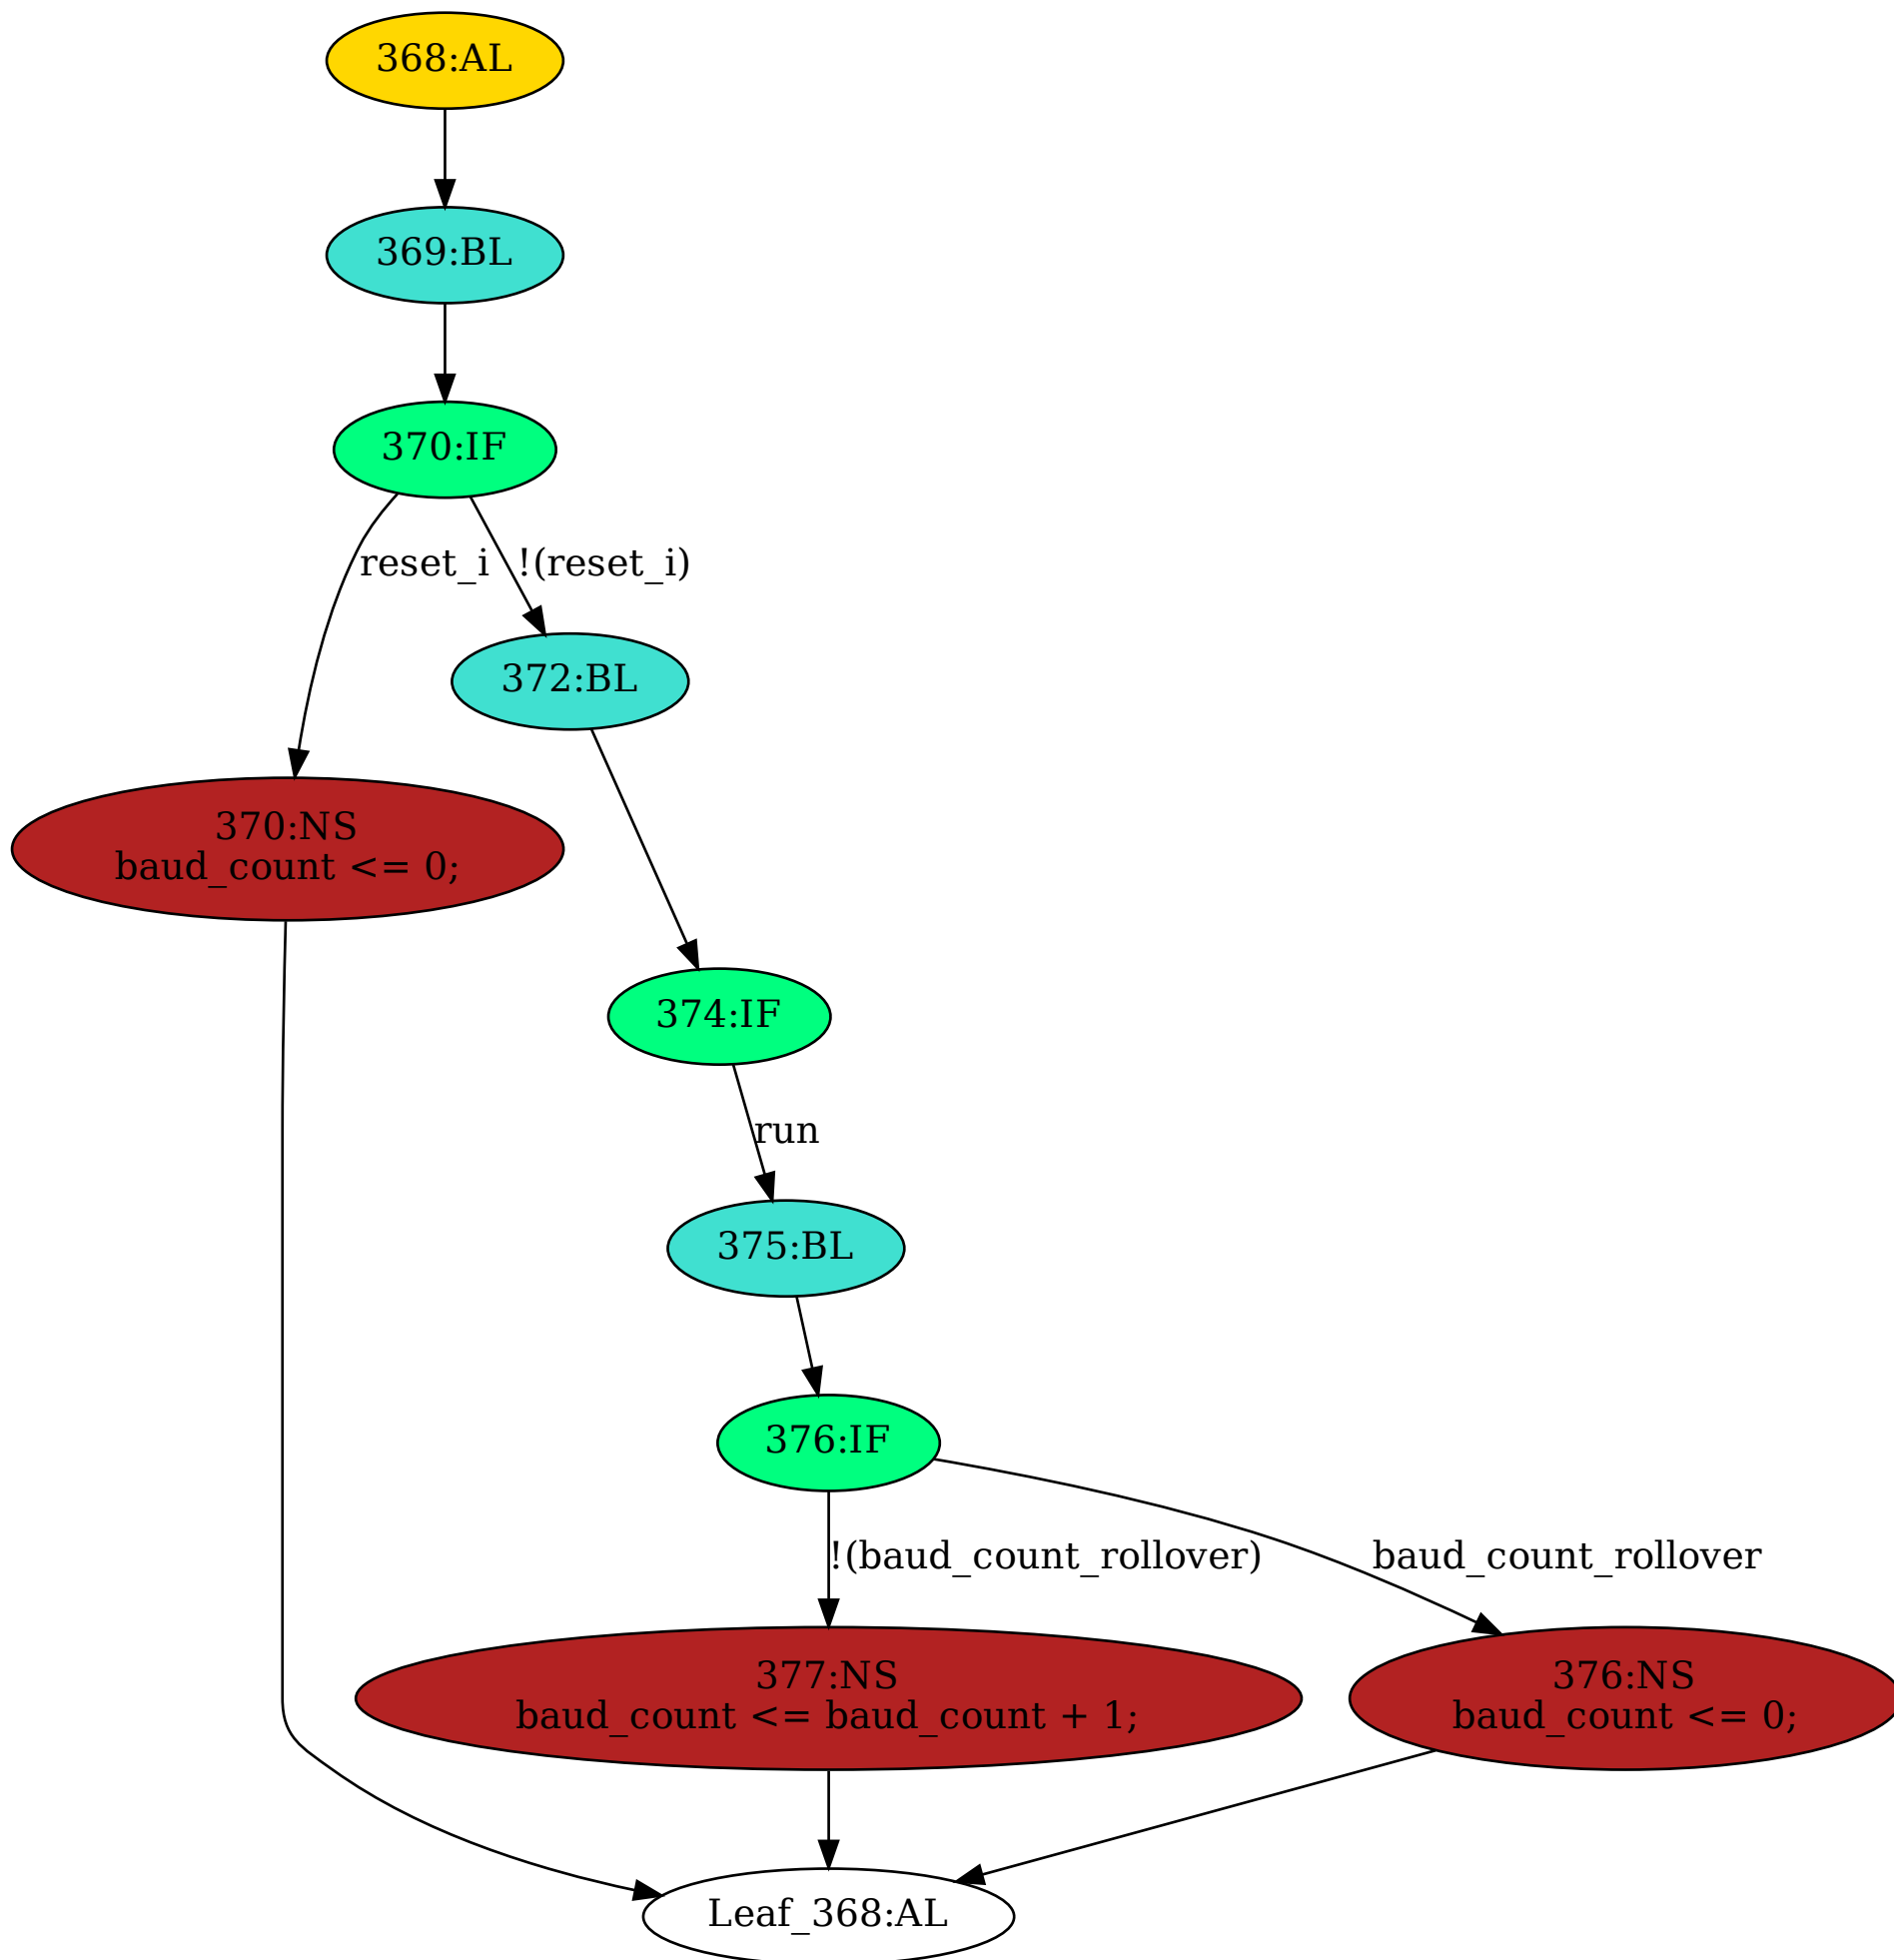 368:AL
369:BL
370:IF
reset_i
!(reset_i)
372:BL
370:NS
baud_count <= 0;
374:IF
run
375:BL
376:IF
!(baud_count_rollover)
baud_count_rollover
377:NS
baud_count <= baud_count + 1;
376:NS
baud_count <= 0;
Leaf_368:AL